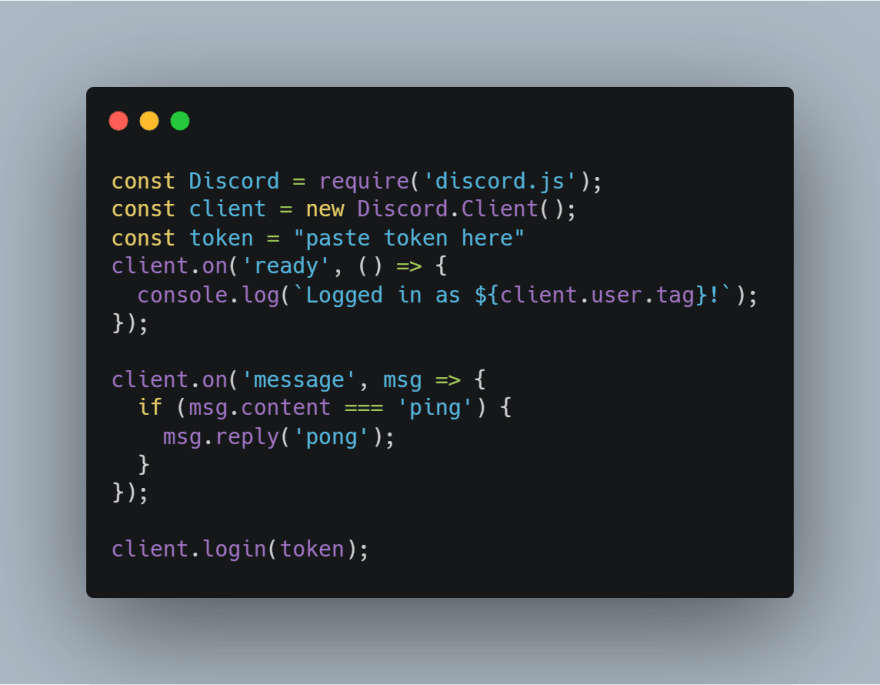 const Discord = require('discord.js');
const client = new Discord.Client();
const token = "paste token here"
client.on('ready', () => {
  console.log(`Logged in as ${client.user.tag}!`);
});

client.on('message', msg => {
  if (msg.content === 'ping') {
    msg.reply('pong');
  }
});

client.login(token);